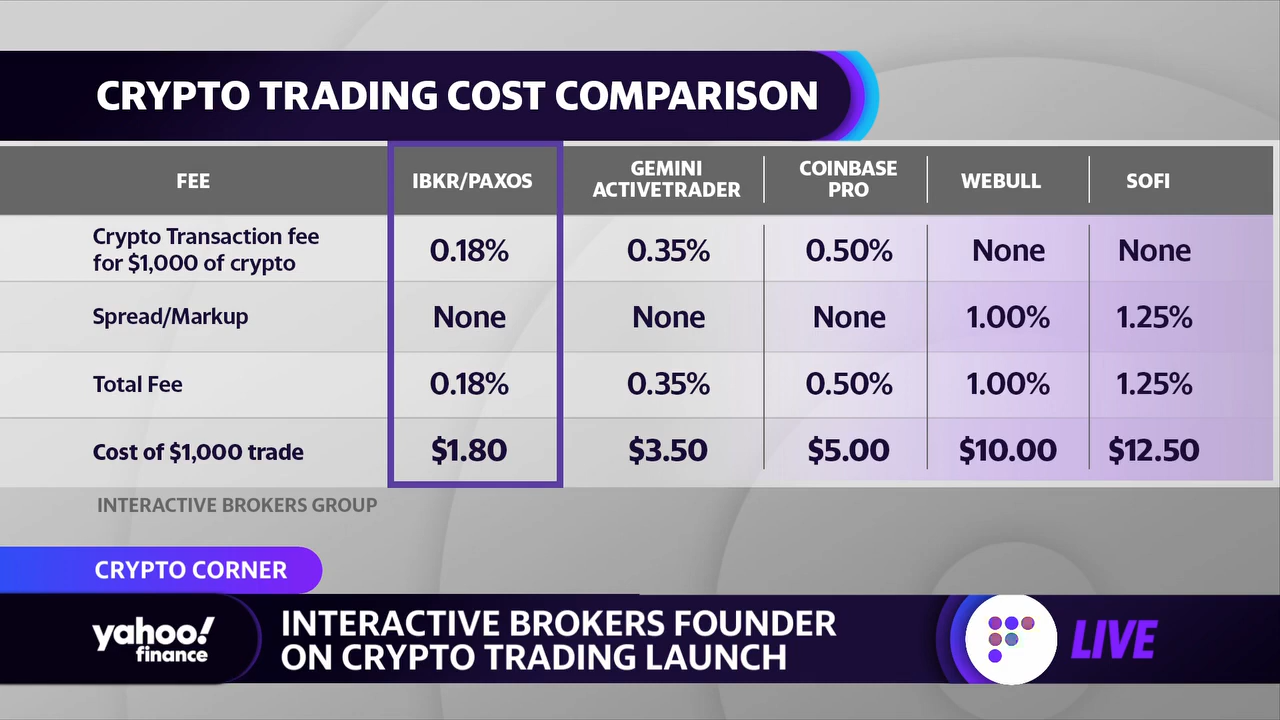 CRYPTO TRADING COST COMPARISON
FEE IBKR/PAXOS GEMINI ACTIVETRADER COINBASE PRO WEBULL SOFI
Crypto Transaction fee for $1,000 of crypto 0.18% 0.35% 0.50% None None
Spread/Markup None None None 1.00% 1.25%
Total Fee 0.18% 0.35% 0.50% 1.00% 1.25%
Cost of $1,000 trade $1.80 $3.50 $5.00 $10.00 $12.50
INTERACTIVE BROKERS GROUP
CRYPTO CORNER
yahoo!
finance
INTERACTIVE BROKERS FOUNDER
ON CRYPTO TRADING LAUNCH
LIVE